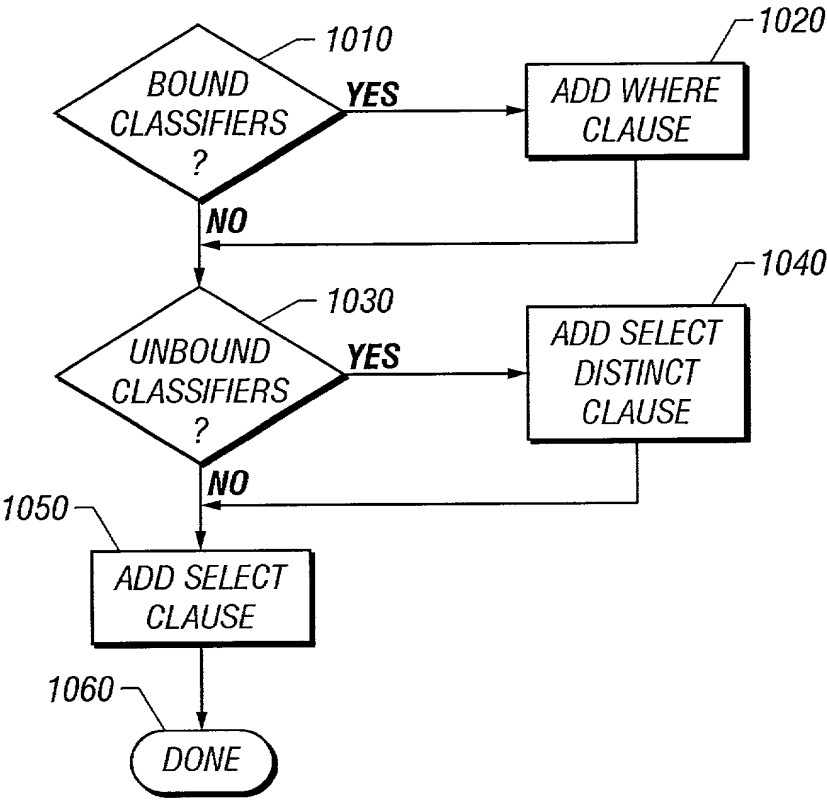 1010
1020
BOUND
CLASSIFIERS
?
YES
ADD WHERE
CLAUSE
NO
1030
1040
UNBOUND
CLASSIFIERS
?
YES
ADD SELECT
DISTINCT
CLAUSE
NO
1050
ADD SELECT
CLAUSE
1060
DONE